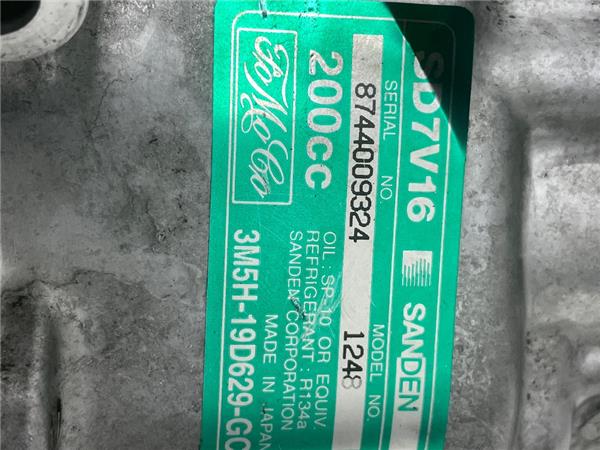 SD7V16 SANDEN
SERIAL NO. MODEL NO.
8744009324 1248
200CC
OIL : SP-10 OR EQUIV.
REFRIGERANT : R134a
SANDEN CORPORATION
MADE IN JAPAN
FoMoCo
3M5H-19D629-GC